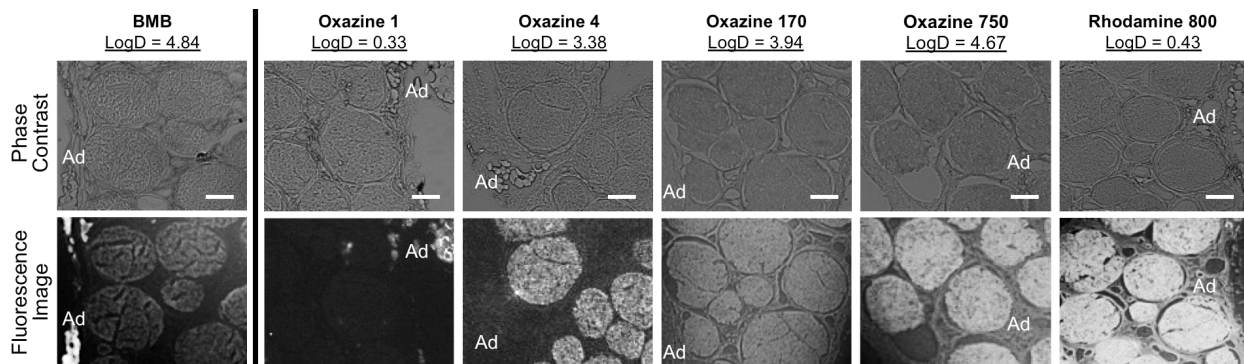 BMB
LogD = 4.84
Oxazine 1
LogD = 0.33
Oxazine 4
LogD = 3.38
Oxazine 170
LogD = 3.94
Oxazine 750
LogD = 4.67
Rhodamine 800
LogD = 0.43
Phase
Contrast
Ad
Ad
Ad
Ad
Ad
Ad
Fluorescence
Image
Ad
Ad
Ad
Ad
Ad
Ad